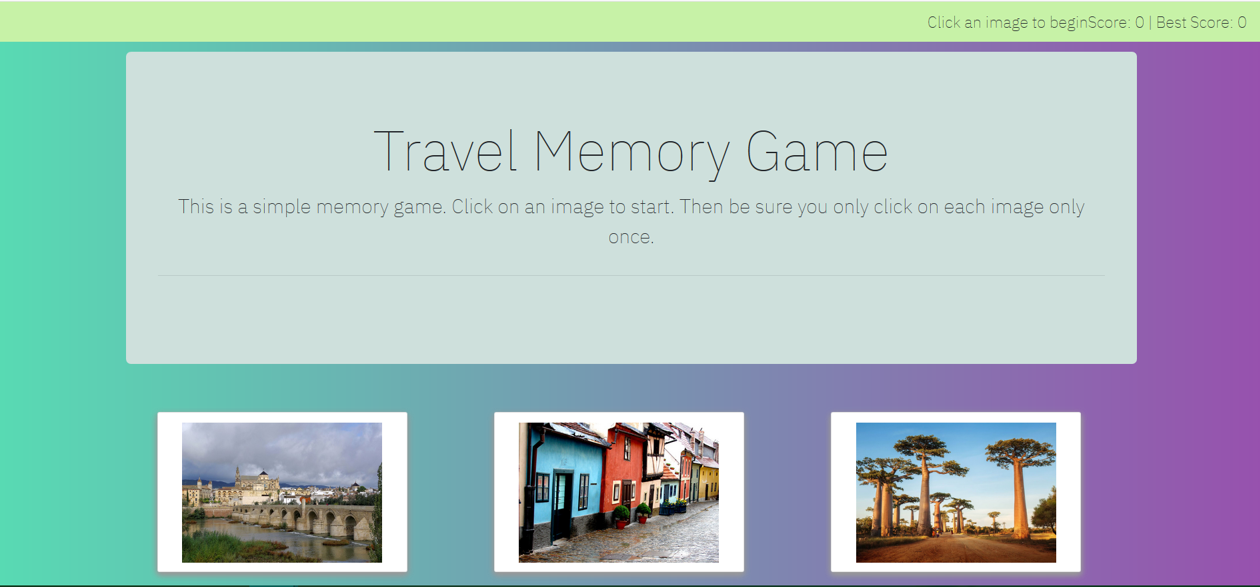 Click an image to beginScore: 0 | Best Score: 0
Travel Memory Game
This is a simple memory game. Click on an image to start. Then be sure you only click on each image only
once.